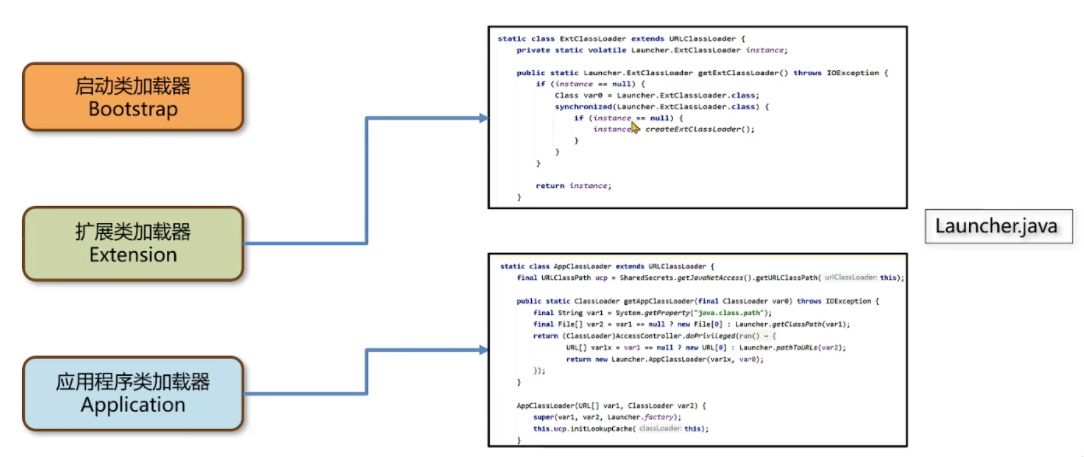 启动类加载器
Bootstrap
扩展类加载器
Extension
应用程序类加载器
Application
static class ExtClassLoader extends URLClassLoader {
private static volatile Launcher.ExtClassLoader instance;
public static Launcher.ExtClassLoader getExtClassLoader() throws IOException {
if (instance == null) {
Class var0 = Launcher.ExtClassLoader.class;
synchronized(Launcher.ExtClassLoader.class) {
if (instance == null) {
instance = createExtClassLoader();
}
}
}
return instance;
}
static class AppClassLoader extends URLClassLoader {
final URLClassPath ucp = SharedSecrets.getJavaNetAccess().getURLClassPath( urlClassLoader: this);
public static ClassLoader getAppClassLoader(final ClassLoader var0) throws IOException {
final String var1 = System.getProperty("java.class.path");
final File[] var2 = var1 == null ? new File[0] : Launcher.getClassPath(var1);
return (ClassLoader)AccessController.doPrivileged(run() → {
URL[] var1x = var1 == null ? new URL[0] : Launcher.pathToURLs(var2);
return new Launcher.AppClassLoader(var1x, var0);
});
}
AppClassLoader(URL[] var1, ClassLoader var2) {
super(var1, var2, Launcher.factory);
this.ucp.initLookupCache( classLoader: this);
}
Launcher.java